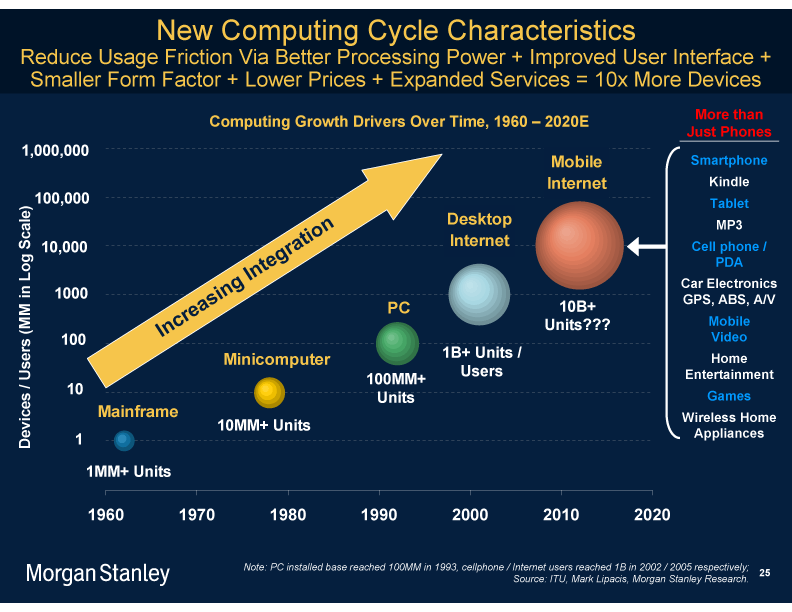 New Computing Cycle Characteristics
Reduce Usage Friction Via Better Processing Power + Improved User Interface +
Smaller Form Factor + Lower Prices + Expanded Services = 10x More Devices
Computing Growth Drivers Over Time, 1960 – 2020E
More than
Just Phones
Devices / Users (MM in Log Scale)
1,000,000
100,000
10,000
1000
100
10
1
Increasing Integration
Mainframe
1MM+ Units
Minicomputer
10MM+ Units
PC
100MM+
Units
Desktop
Internet
1B+ Units /
Users
Mobile
Internet
10B+
Units???
Smartphone
Kindle
Tablet
MP3
Cell phone /
PDA
Car Electronics
GPS, ABS, A/V
Mobile
Video
Home
Entertainment
Games
Wireless Home
Appliances
1960
1970
1980
1990
2000
2010
2020
Morgan Stanley
Note: PC installed base reached 100MM in 1993, cellphone / Internet users reached 1B in 2002 / 2005 respectively;
Source: ITU, Mark Lipacis, Morgan Stanley Research.
25